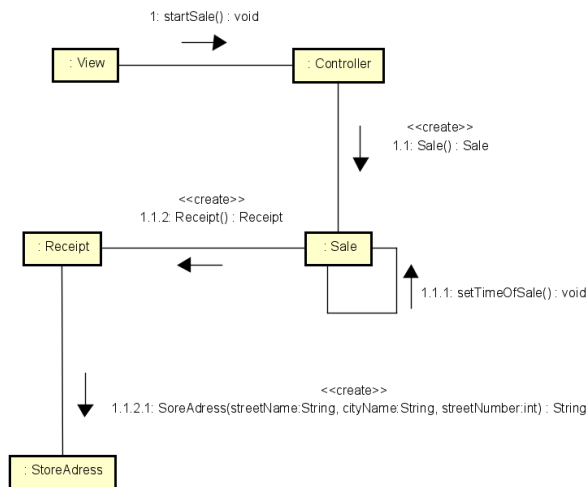 1: startSale() : void
: View
: Controller
<<create>>
1.1: Sale() : Sale
<<create>>
1.1.2: Receipt() : Receipt
: Receipt
: Sale
1.1.1: setTimeOfSale() : void
<<create>>
1.1.2.1: SoreAdress(streetName:String, cityName:String, streetNumber:int) : String
: StoreAdress